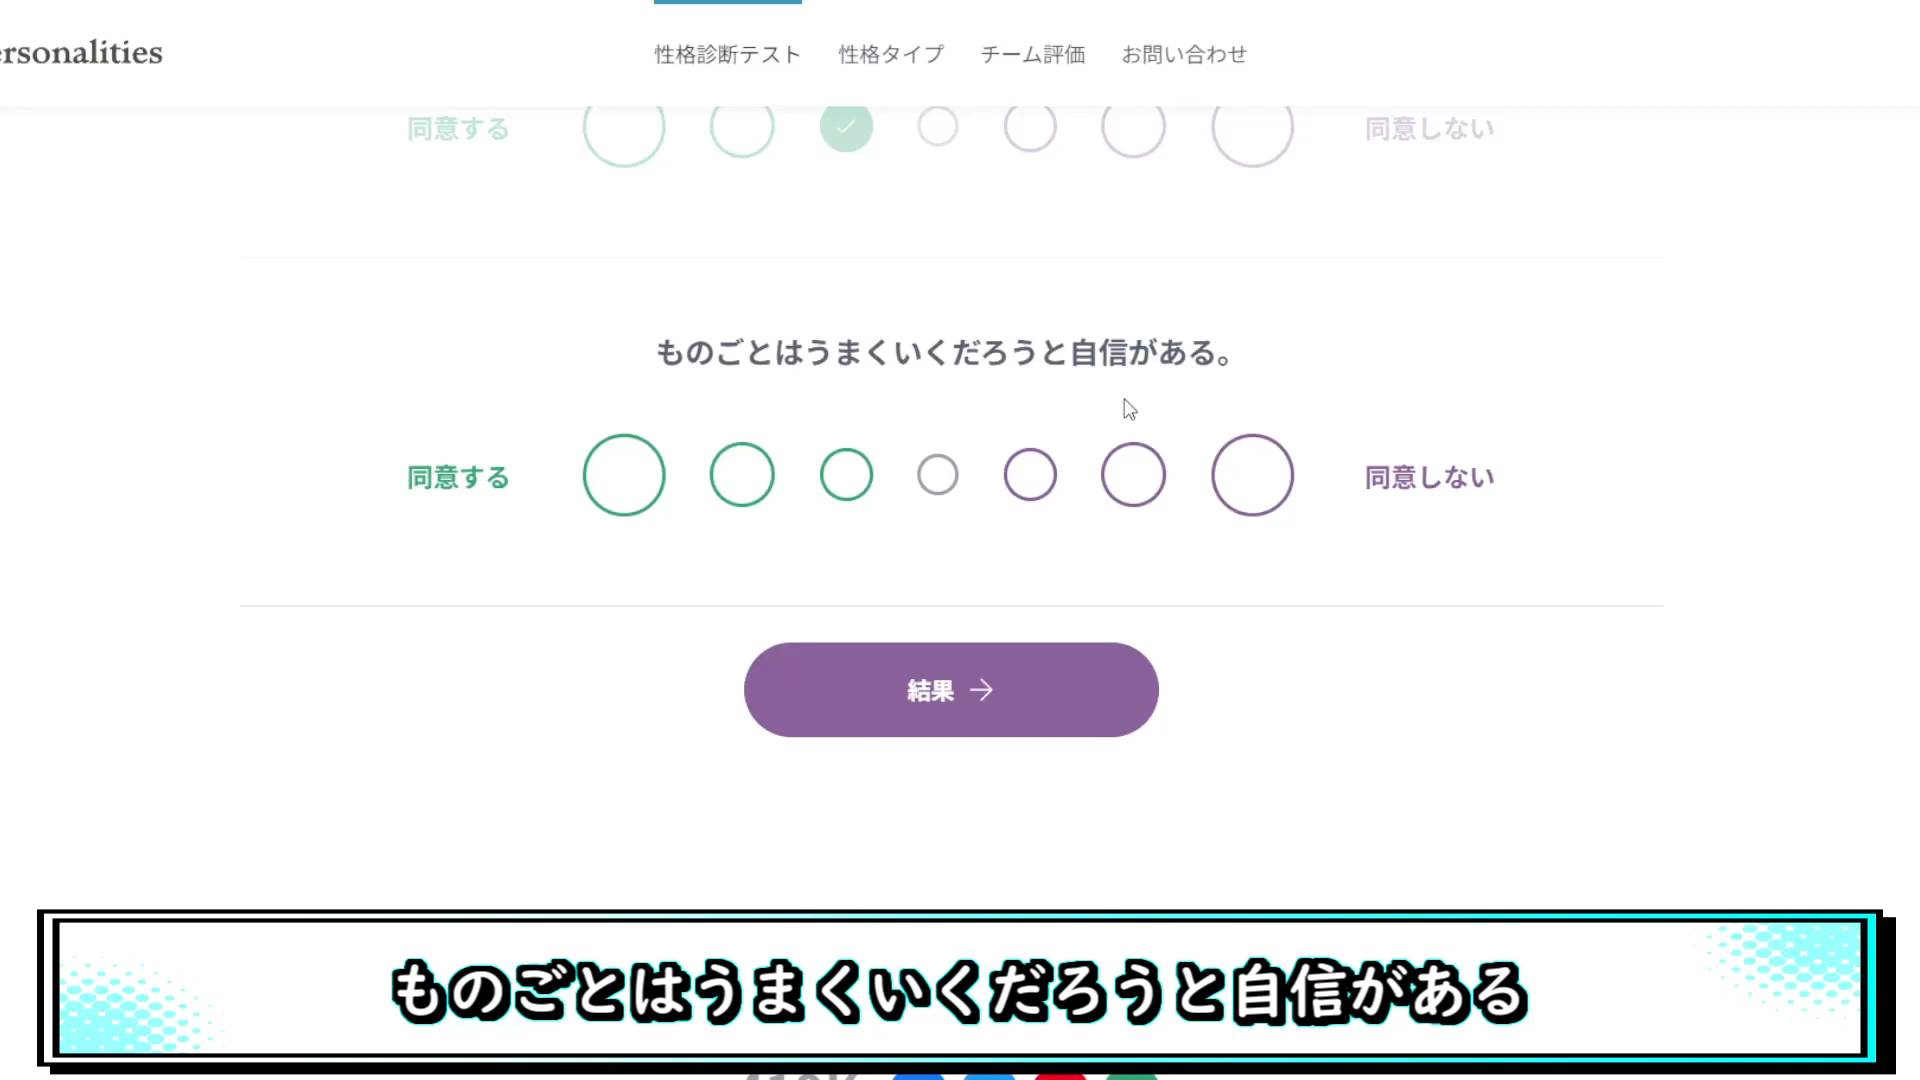 ersonalities
性格診断テスト 性格タイプ チーム評価 お問い合わせ
同意する 同意しない
ものごとはうまくいくだろうと自信がある。
同意する 同意しない
結果 →
ものごとはうまくいくだろうと自信がある